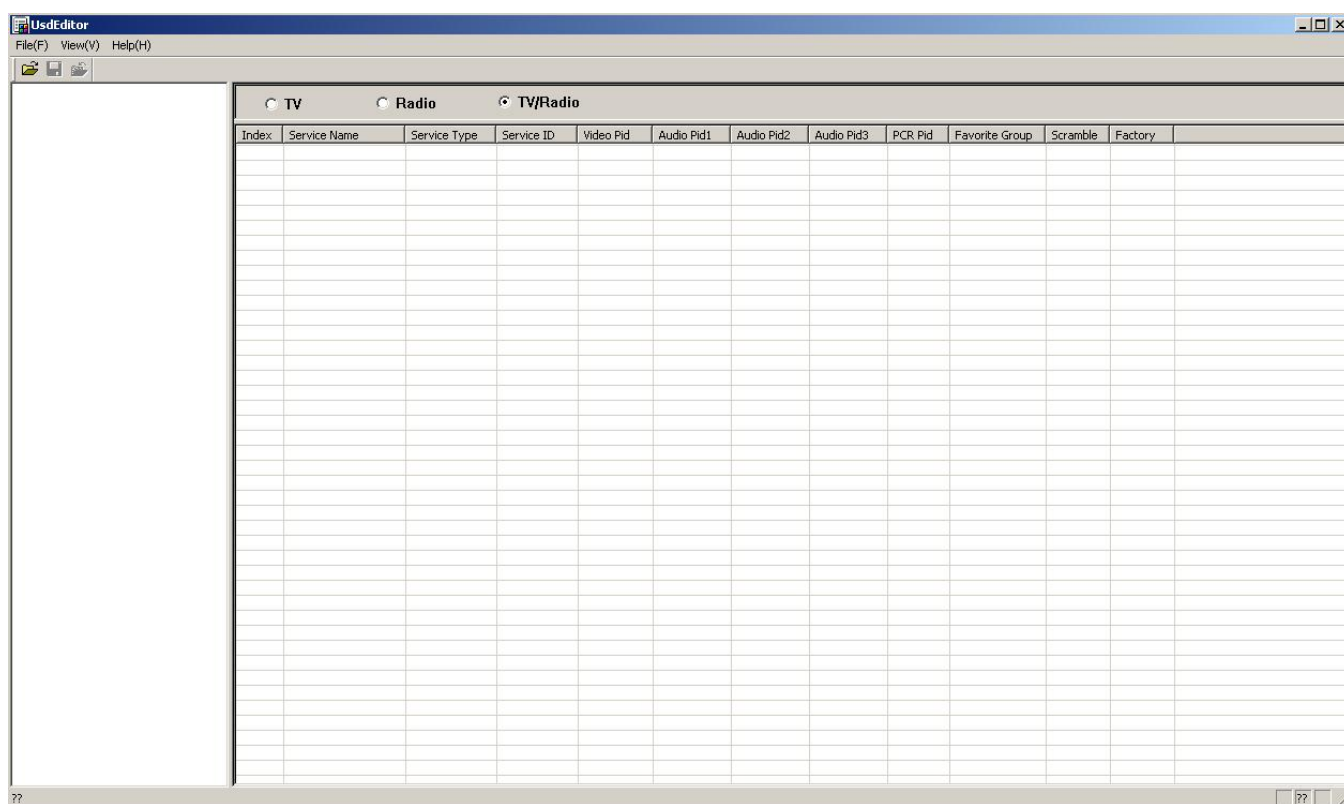 UsdEditor
File(F) View(V) Help(H)
TV Radio TV/Radio
Index Service Name Service Type Service ID Video Pid Audio Pid1 Audio Pid2 Audio Pid3 PCR Pid Favorite Group Scramble Factory
?? ??